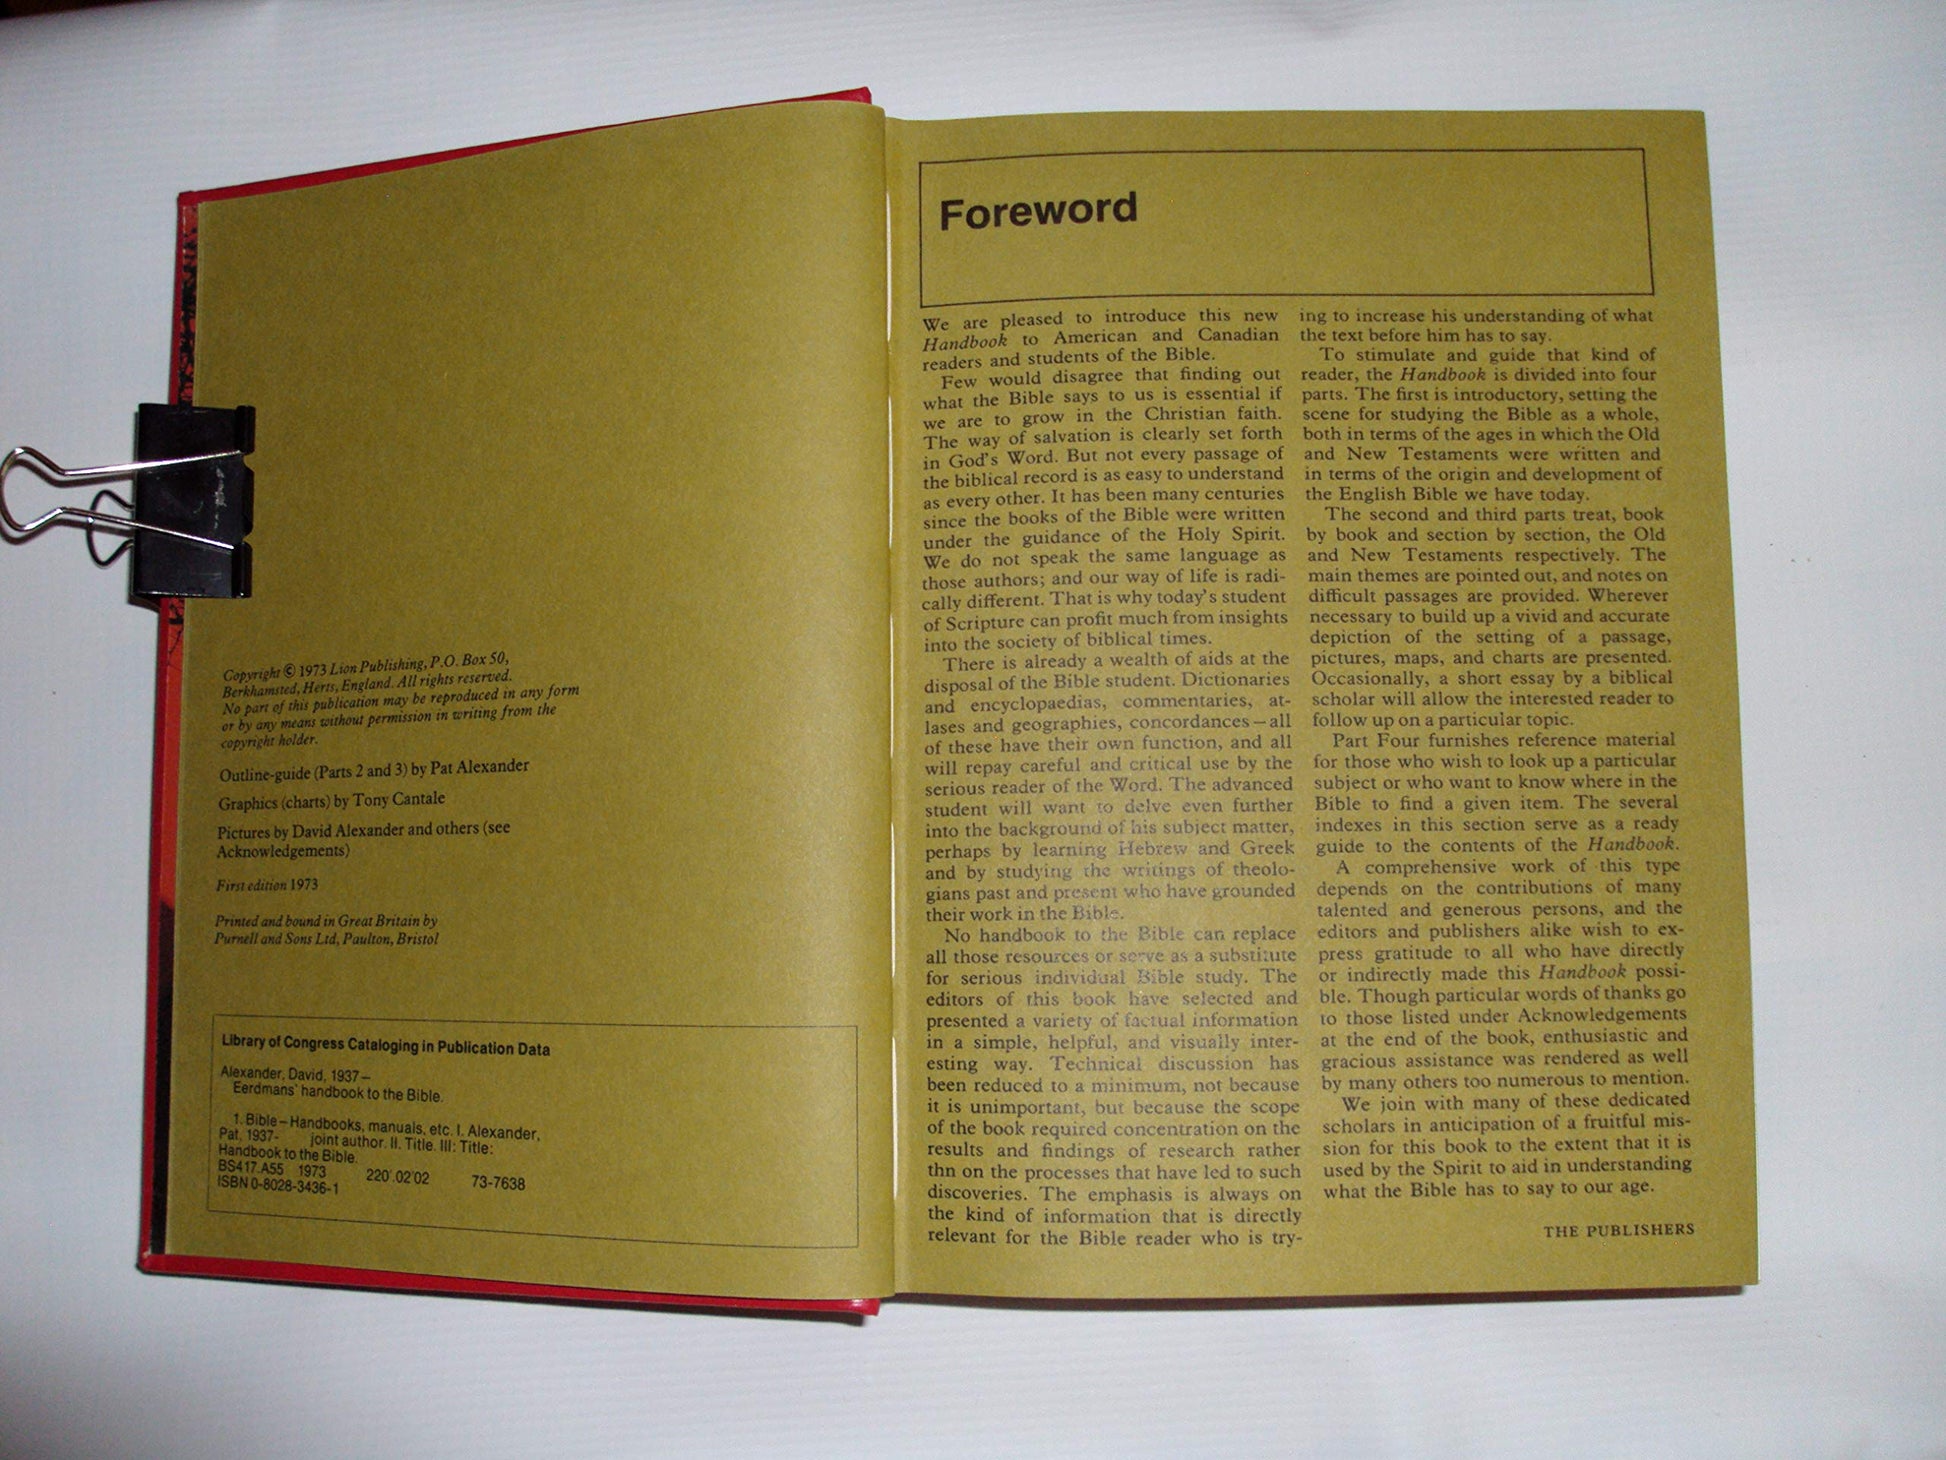 Copyright © 1973 Lion Publishing, P.O. Box 50,
Berkhamsted, Herts, England. All rights reserved.
No part of this publication may be reproduced in any form
or by any means without permission in writing from the
copyright holder.
Outline-guide (Parts 2 and 3) by Pat Alexander
Graphics (charts) by Tony Cantale
Pictures by David Alexander and others (see
Acknowledgements)
First edition 1973
Printed and bound in Great Britain by
Purnell and Sons Ltd, Paulton, Bristol
Library of Congress Cataloging in Publication Data
Alexander, David, 1937–
Eerdmans' handbook to the Bible.
1. Bible – Handbooks, manuals, etc. I. Alexander,
Pat, 1937- joint author. II. Title. III: Title:
Handbook to the Bible.
BS417.A55 1973 220'.02'02 73-7638
ISBN 0-8028-3436-1
Foreword
We are pleased to introduce this new
Handbook to American and Canadian
readers and students of the Bible.
Few would disagree that finding out
what the Bible says to us is essential if
we are to grow in the Christian faith.
The way of salvation is clearly set forth
in God's Word. But not every passage of
the biblical record is as easy to understand
as every other. It has been many centuries
since the books of the Bible were written
under the guidance of the Holy Spirit.
We do not speak the same language as
those authors; and our way of life is radi-
cally different. That is why today's student
of Scripture can profit much from insights
into the society of biblical times.
There is already a wealth of aids at the
disposal of the Bible student. Dictionaries
and encyclopaedias, commentaries, at-
lases and geographies, concordances – all
of these have their own function, and all
will repay careful and critical use by the
serious reader of the Word. The advanced
student will want to delve even further
into the background of his subject matter,
perhaps by learning Hebrew and Greek
and by studying the writings of theolo-
gians past and present who have grounded
their work in the Bible.
No handbook to the Bible can replace
all those resources or serve as a substitute
for serious individual Bible study. The
editors of this book have selected and
presented a variety of factual information
in a simple, helpful, and visually inter-
esting way. Technical discussion has
been reduced to a minimum, not because
it is unimportant, but because the scope
of the book required concentration on the
results and findings of research rather
thn on the processes that have led to such
discoveries. The emphasis is always on
the kind of information that is directly
relevant for the Bible reader who is try-
ing to increase his understanding of what
the text before him has to say.
To stimulate and guide that kind of
reader, the Handbook is divided into four
parts. The first is introductory, setting the
scene for studying the Bible as a whole,
both in terms of the ages in which the Old
and New Testaments were written and
in terms of the origin and development of
the English Bible we have today.
The second and third parts treat, book
by book and section by section, the Old
and New Testaments respectively. The
main themes are pointed out, and notes on
difficult passages are provided. Wherever
necessary to build up a vivid and accurate
depiction of the setting of a passage,
pictures, maps, and charts are presented.
Occasionally, a short essay by a biblical
scholar will allow the interested reader to
follow up on a particular topic.
Part Four furnishes reference material
for those who wish to look up a particular
subject or who want to know where in the
Bible to find a given item. The several
indexes in this section serve as a ready
guide to the contents of the Handbook.
A comprehensive work of this type
depends on the contributions of many
talented and generous persons, and the
editors and publishers alike wish to ex-
press gratitude to all who have directly
or indirectly made this Handbook possi-
ble. Though particular words of thanks go
to those listed under Acknowledgements
at the end of the book, enthusiastic and
gracious assistance was rendered as well
by many others too numerous to mention.
We join with many of these dedicated
scholars in anticipation of a fruitful mis-
sion for this book to the extent that it is
used by the Spirit to aid in understanding
what the Bible has to say to our age.
THE PUBLISHERS